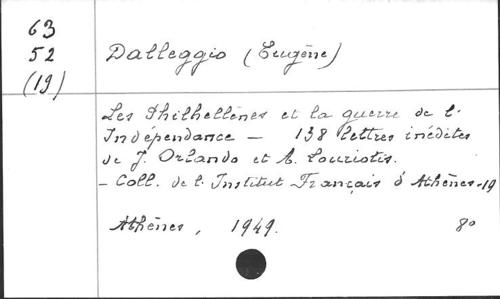 63
52
(19)
Dalleggio (Eugène)
Les Philhellènes et la guerre de l'
Indépendance — 138 lettres inédites
de J. Orlando et A. Louriotis.
- Coll. de l'Institut Français d'Athènes-19
Athènes, 1949. 8º